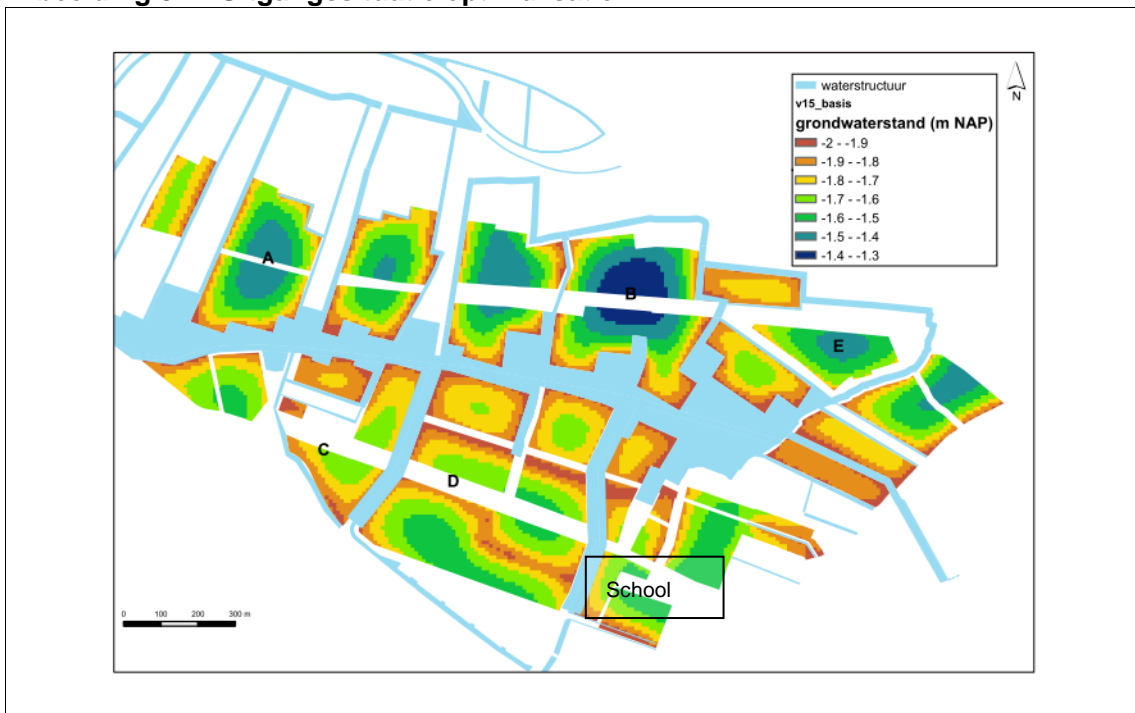 N
waterstructuur
v15_basis
grondwaterstand (m NAP)
-2 - -1.9
-1.9 - -1.8
-1.8 - -1.7
-1.7 - -1.6
-1.6 - -1.5
-1.5 - -1.4
-1.4 - -1.3
A
B
E
C
D
School
0 100 200 300 m